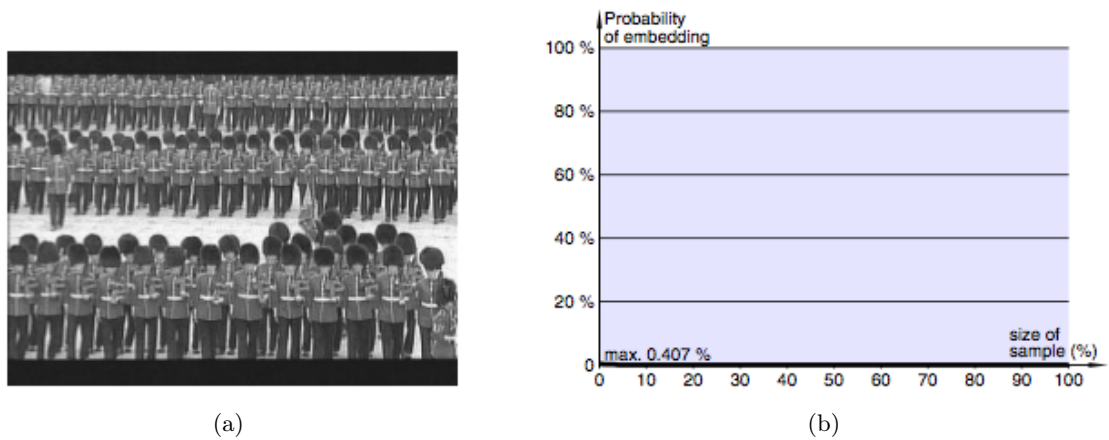 Probability
of embedding
100 %
80 %
60 %
40 %
20 %
0
max. 0.407 %
size of
sample (%)
0 10 20 30 40 50 60 70 80 90 100
(a)
(b)